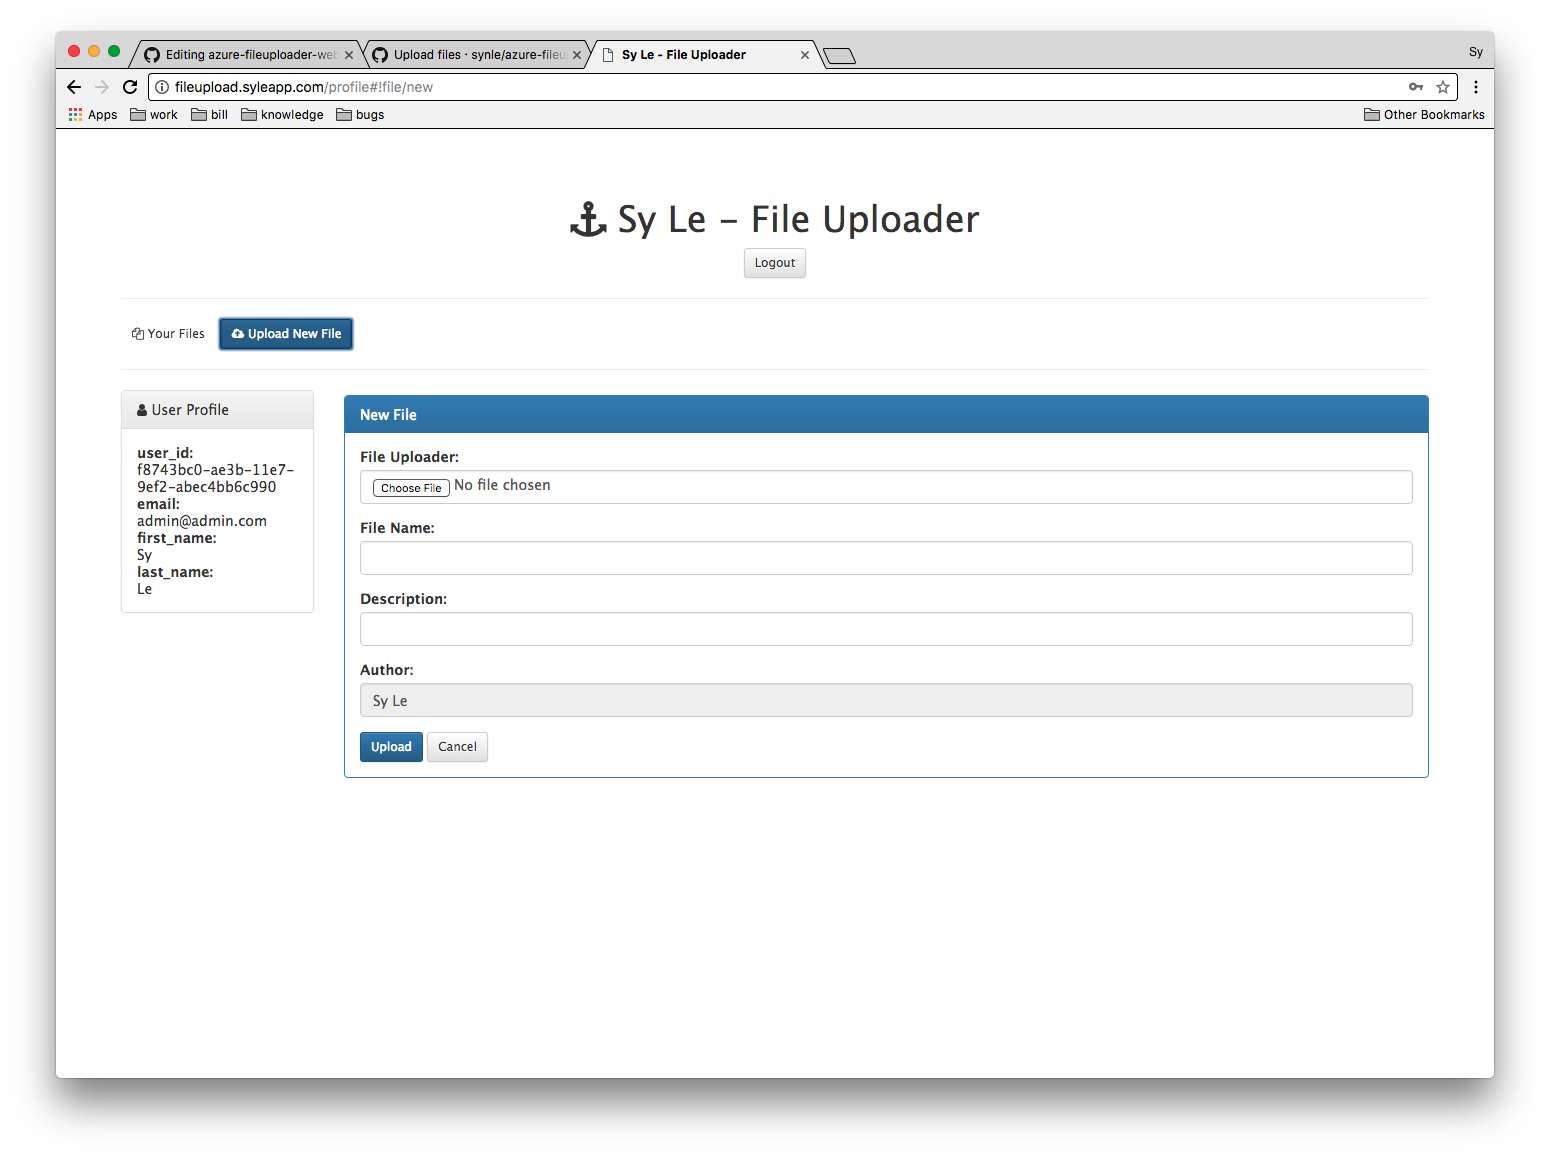 Editing azure-fileuploader-web
Upload files · synle/azure-fileu
Sy Le - File Uploader
Sy
fileupload.syleapp.com/profile#!file/new
Apps
work
bill
knowledge
bugs
Other Bookmarks
Sy Le – File Uploader
Logout
Your Files
Upload New File
User Profile
user_id:
f8743bc0-ae3b-11e7-
9ef2-abec4bb6c990
email:
admin@admin.com
first_name:
Sy
last_name:
Le
New File
File Uploader:
Choose File No file chosen
File Name:
Description:
Author:
Sy Le
Upload
Cancel